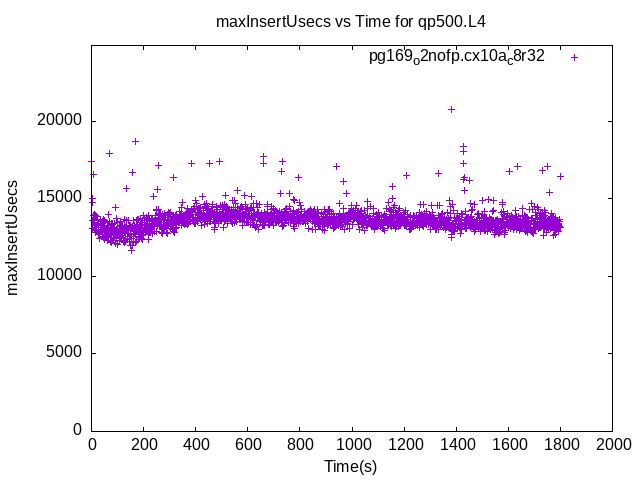 maxInsertUsecs vs Time for qp500.L4
pg169o2nofp.cx10ac8r32
maxInsertUsecs
20000
15000
10000
5000
0
0 200 400 600 800 1000 1200 1400 1600 1800 2000
Time(s)